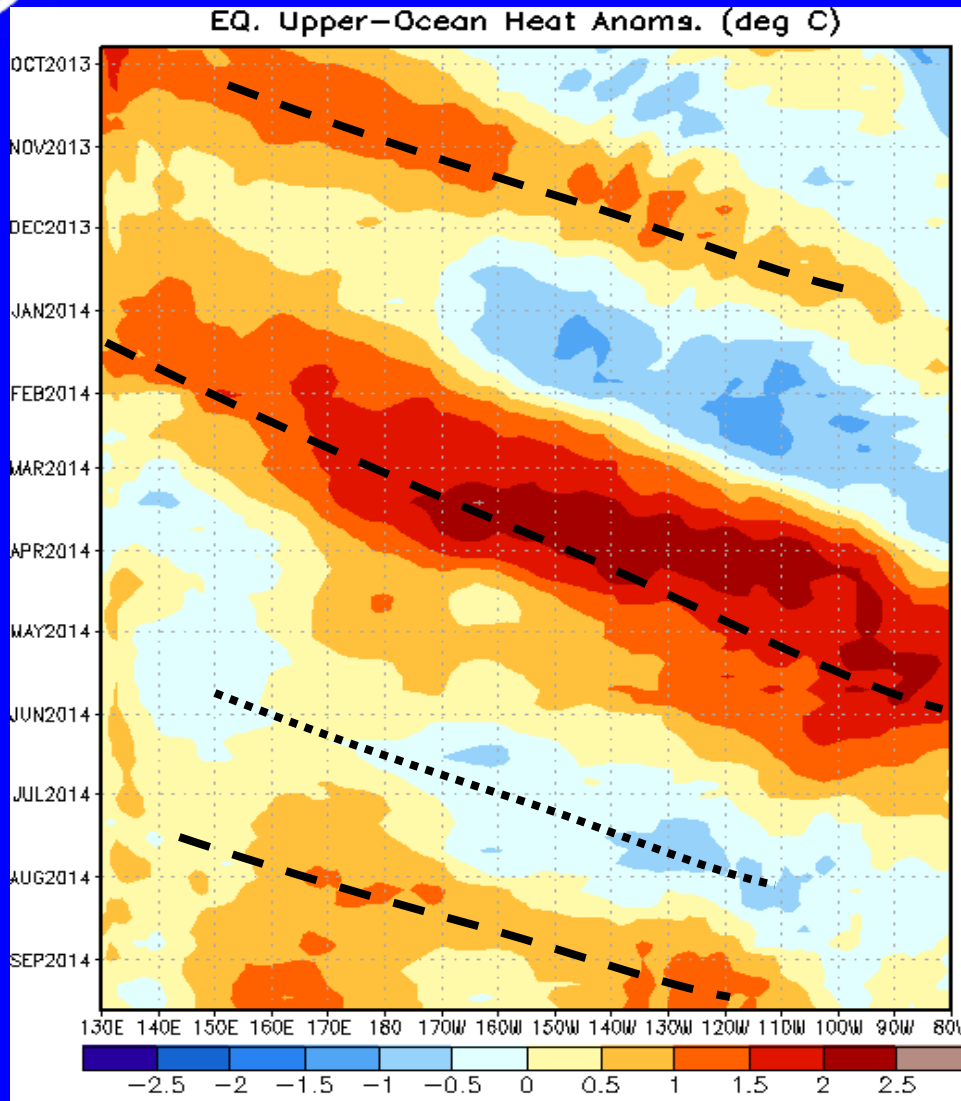 EQ. Upper-Ocean Heat Anoms. (deg C)
OCT2013
NOV2013
DEC2013
JAN2014
FEB2014
MAR2014
APR2014
MAY2014
JUN2014
JUL2014
AUG2014
SEP2014
130E 140E 150E 160E 170E 180 170W 160W 150W 140W 130W 120W 110W 100W 90W 80W
-2.5 -2 -1.5 -1 -0.5 0 0.5 1 1.5 2 2.5